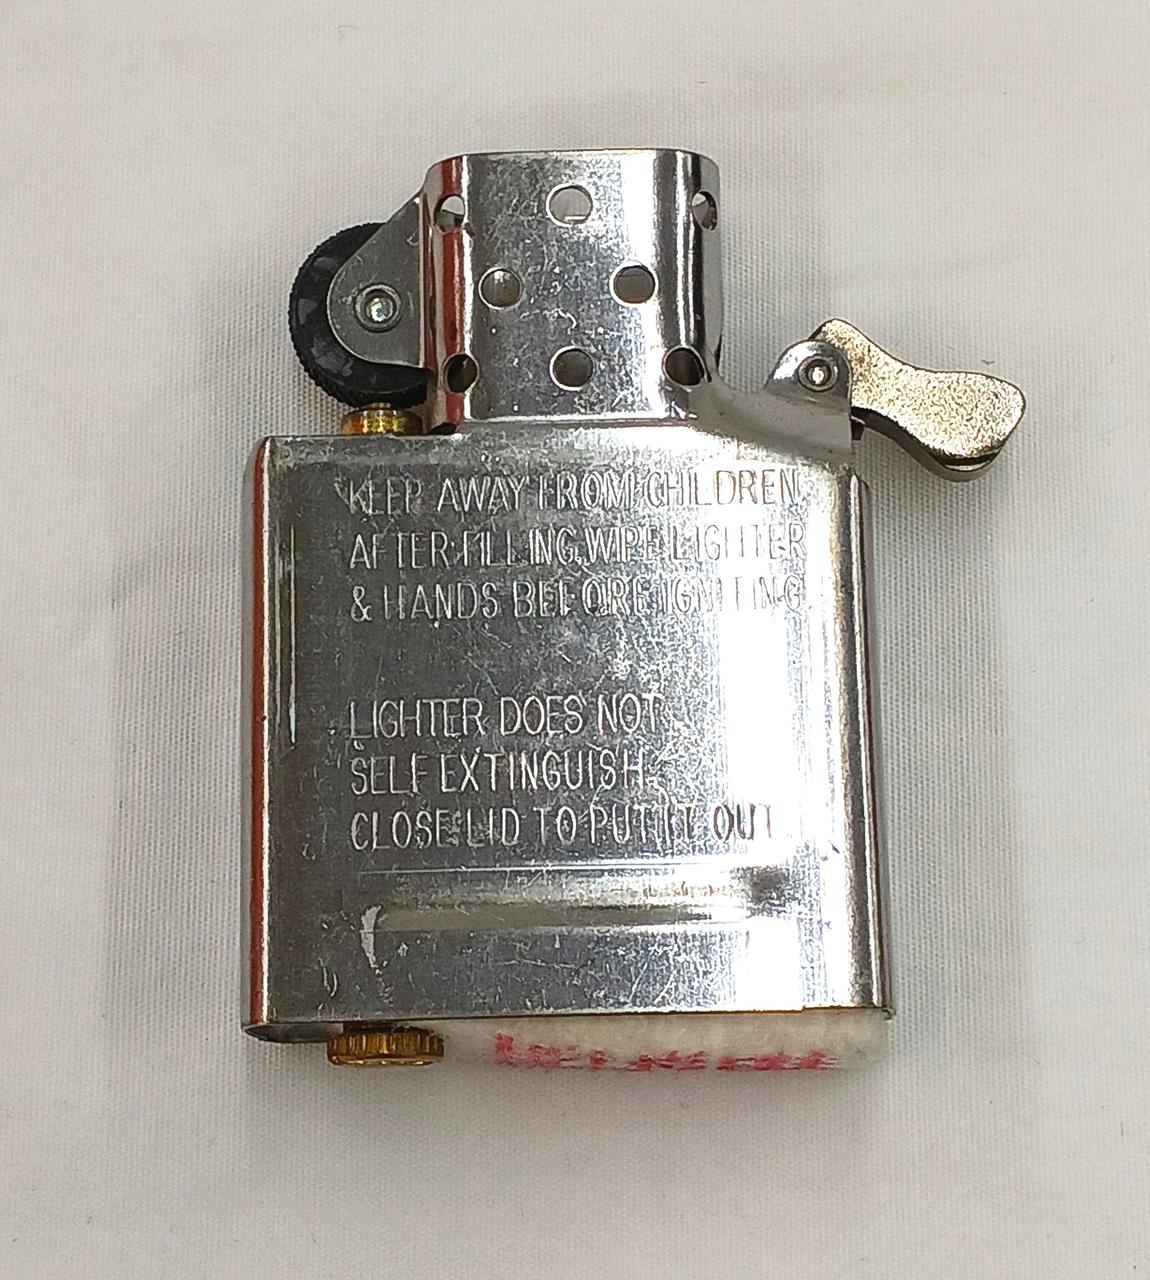 KEEP AWAY FROM CHILDREN.
AFTER FILLING, WIPE LIGHTER
& HANDS BEFORE IGNITING.
LIGHTER DOES NOT
SELF EXTINGUISH.
CLOSE LID TO PUT IT OUT.